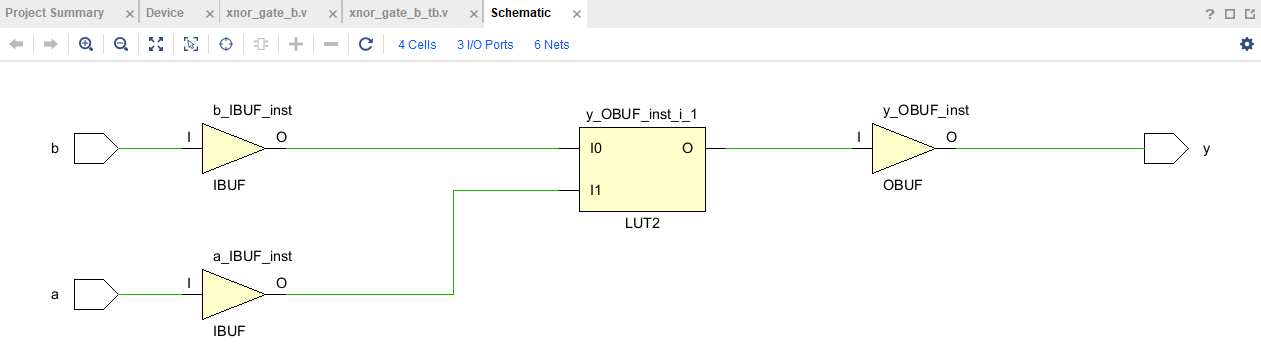 Project Summary × Device × xnor_gate_b.v × xnor_gate_b_tb.v × Schematic × ?
4 Cells 3 I/O Ports 6 Nets
b_IBUF_inst
y_OBUF_inst_i_1
y_OBUF_inst
b I O I0 O I O y
IBUF
I1
OBUF
LUT2
a_IBUF_inst
a I O
IBUF